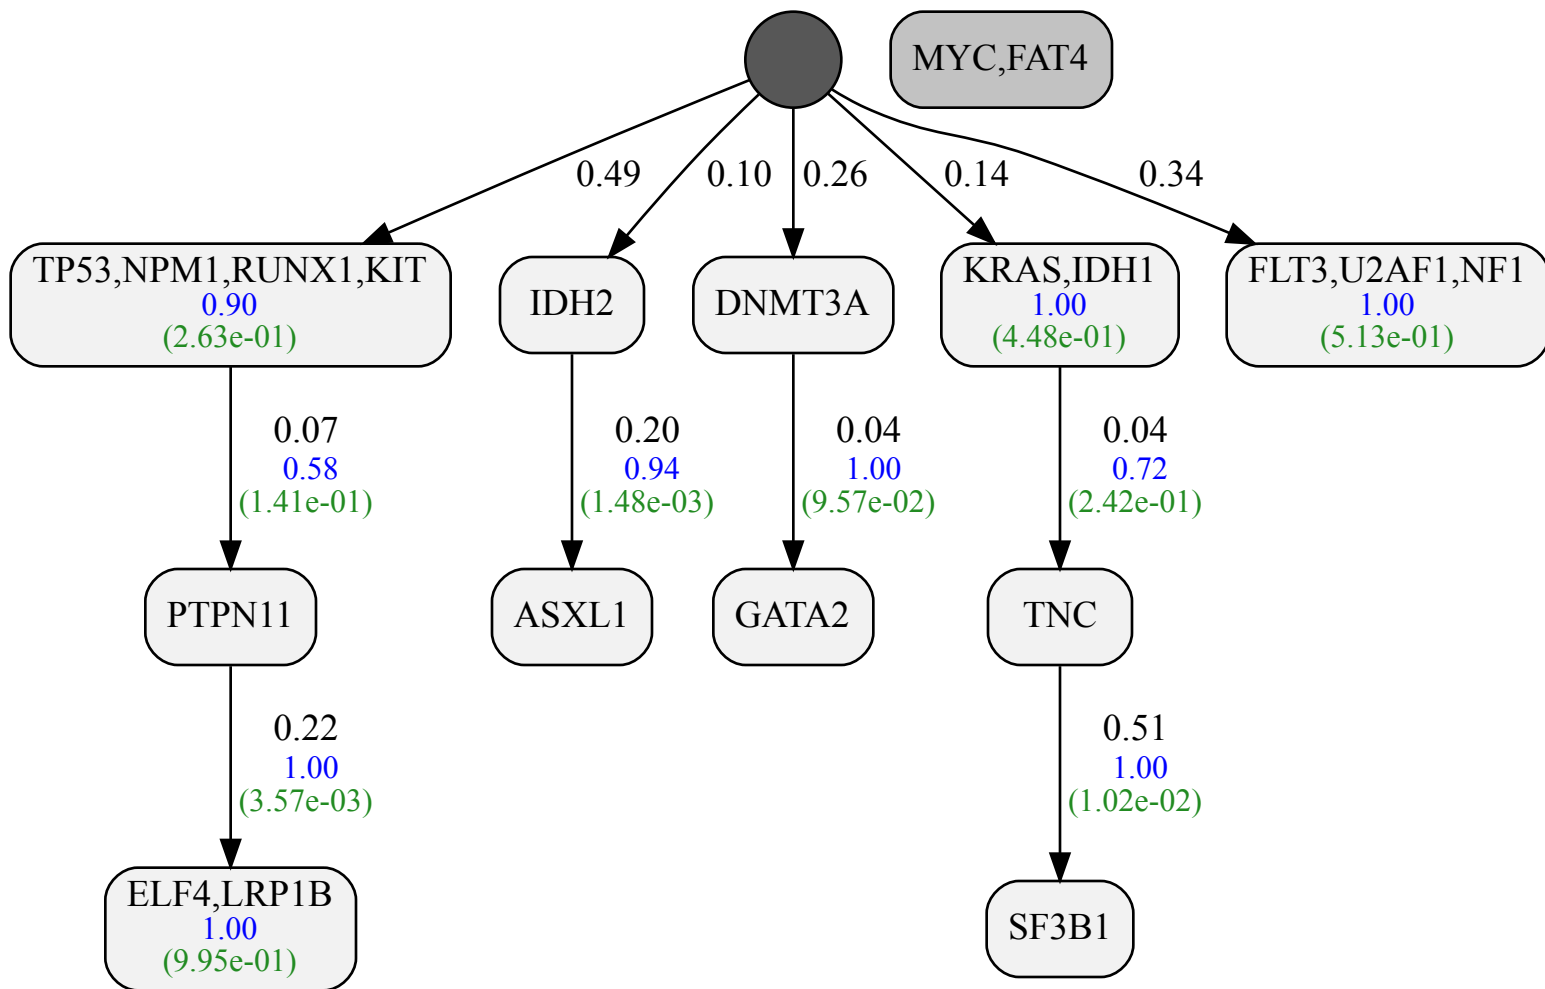 MYC,FAT4
0.49
0.10
0.26
0.14
0.34
TP53,NPM1,RUNX1,KIT
0.90
(2.63e-01)
IDH2
DNMT3A
KRAS,IDH1
1.00
(4.48e-01)
FLT3,U2AF1,NF1
1.00
(5.13e-01)
0.07
0.58
(1.41e-01)
0.20
0.94
(1.48e-03)
0.04
1.00
(9.57e-02)
0.04
0.72
(2.42e-01)
PTPN11
ASXL1
GATA2
TNC
0.22
1.00
(3.57e-03)
0.51
1.00
(1.02e-02)
ELF4,LRP1B
1.00
(9.95e-01)
SF3B1